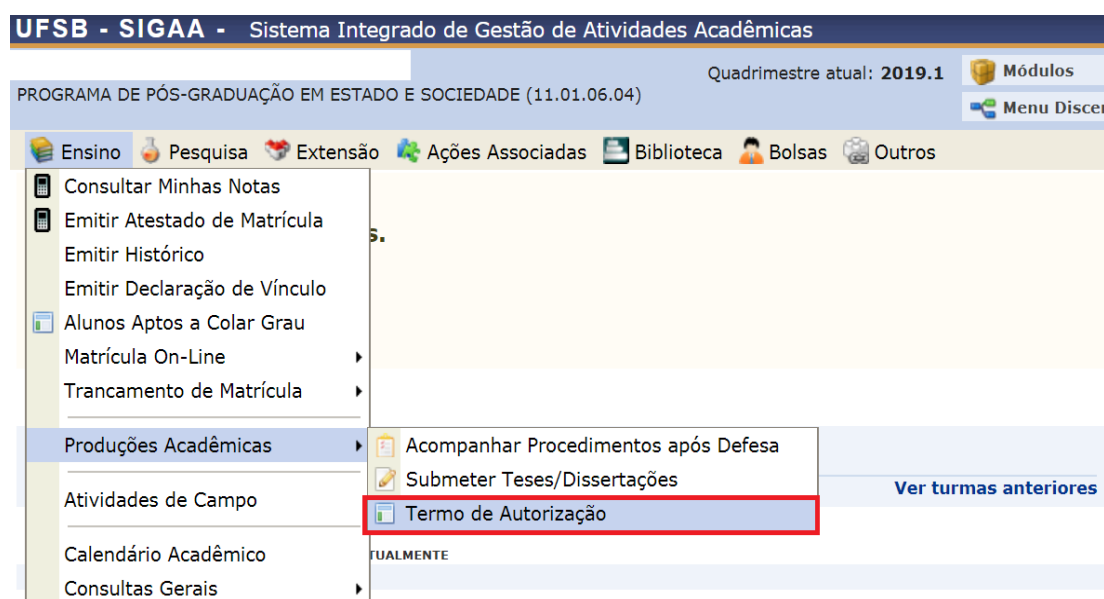 UFSB - SIGAA - Sistema Integrado de Gestão de Atividades Acadêmicas
Quadrimestre atual: 2019.1
Módulos
PROGRAMA DE PÓS-GRADUAÇÃO EM ESTADO E SOCIEDADE (11.01.06.04)
Menu Discer
Ensino Pesquisa Extensão Ações Associadas Biblioteca Bolsas Outros
Consultar Minhas Notas
Emitir Atestado de Matrícula
s.
Emitir Histórico
Emitir Declaração de Vínculo
Alunos Aptos a Colar Grau
Matrícula On-Line
Trancamento de Matrícula
Produções Acadêmicas
Acompanhar Procedimentos após Defesa
Submeter Teses/Dissertações
Termo de Autorização
Ver turmas anteriores
Atividades de Campo
Calendário Acadêmico
TUALMENTE
Consultas Gerais